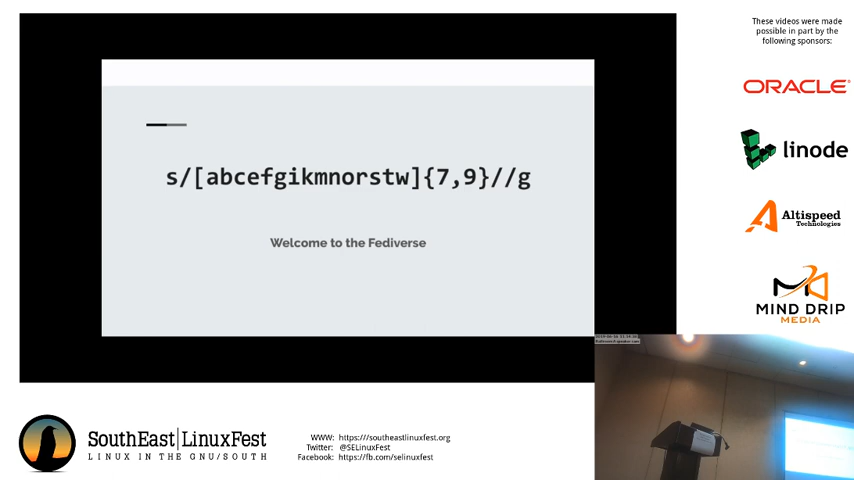 These videos were made
possible in part by the
following sponsors:
ORACLE
linode
Altispeed
Technologies
MIND DRIP
MEDIA
s/[abcefgikmnorstw]{7,9}//g
Welcome to the Fediverse
SouthEast LinuxFest
LINUX IN THE GNU/SOUTH
WWW: https:///southeastlinuxfest.org
Twitter: @SELinuxFest
Facebook: https://fb.com/selinuxfest